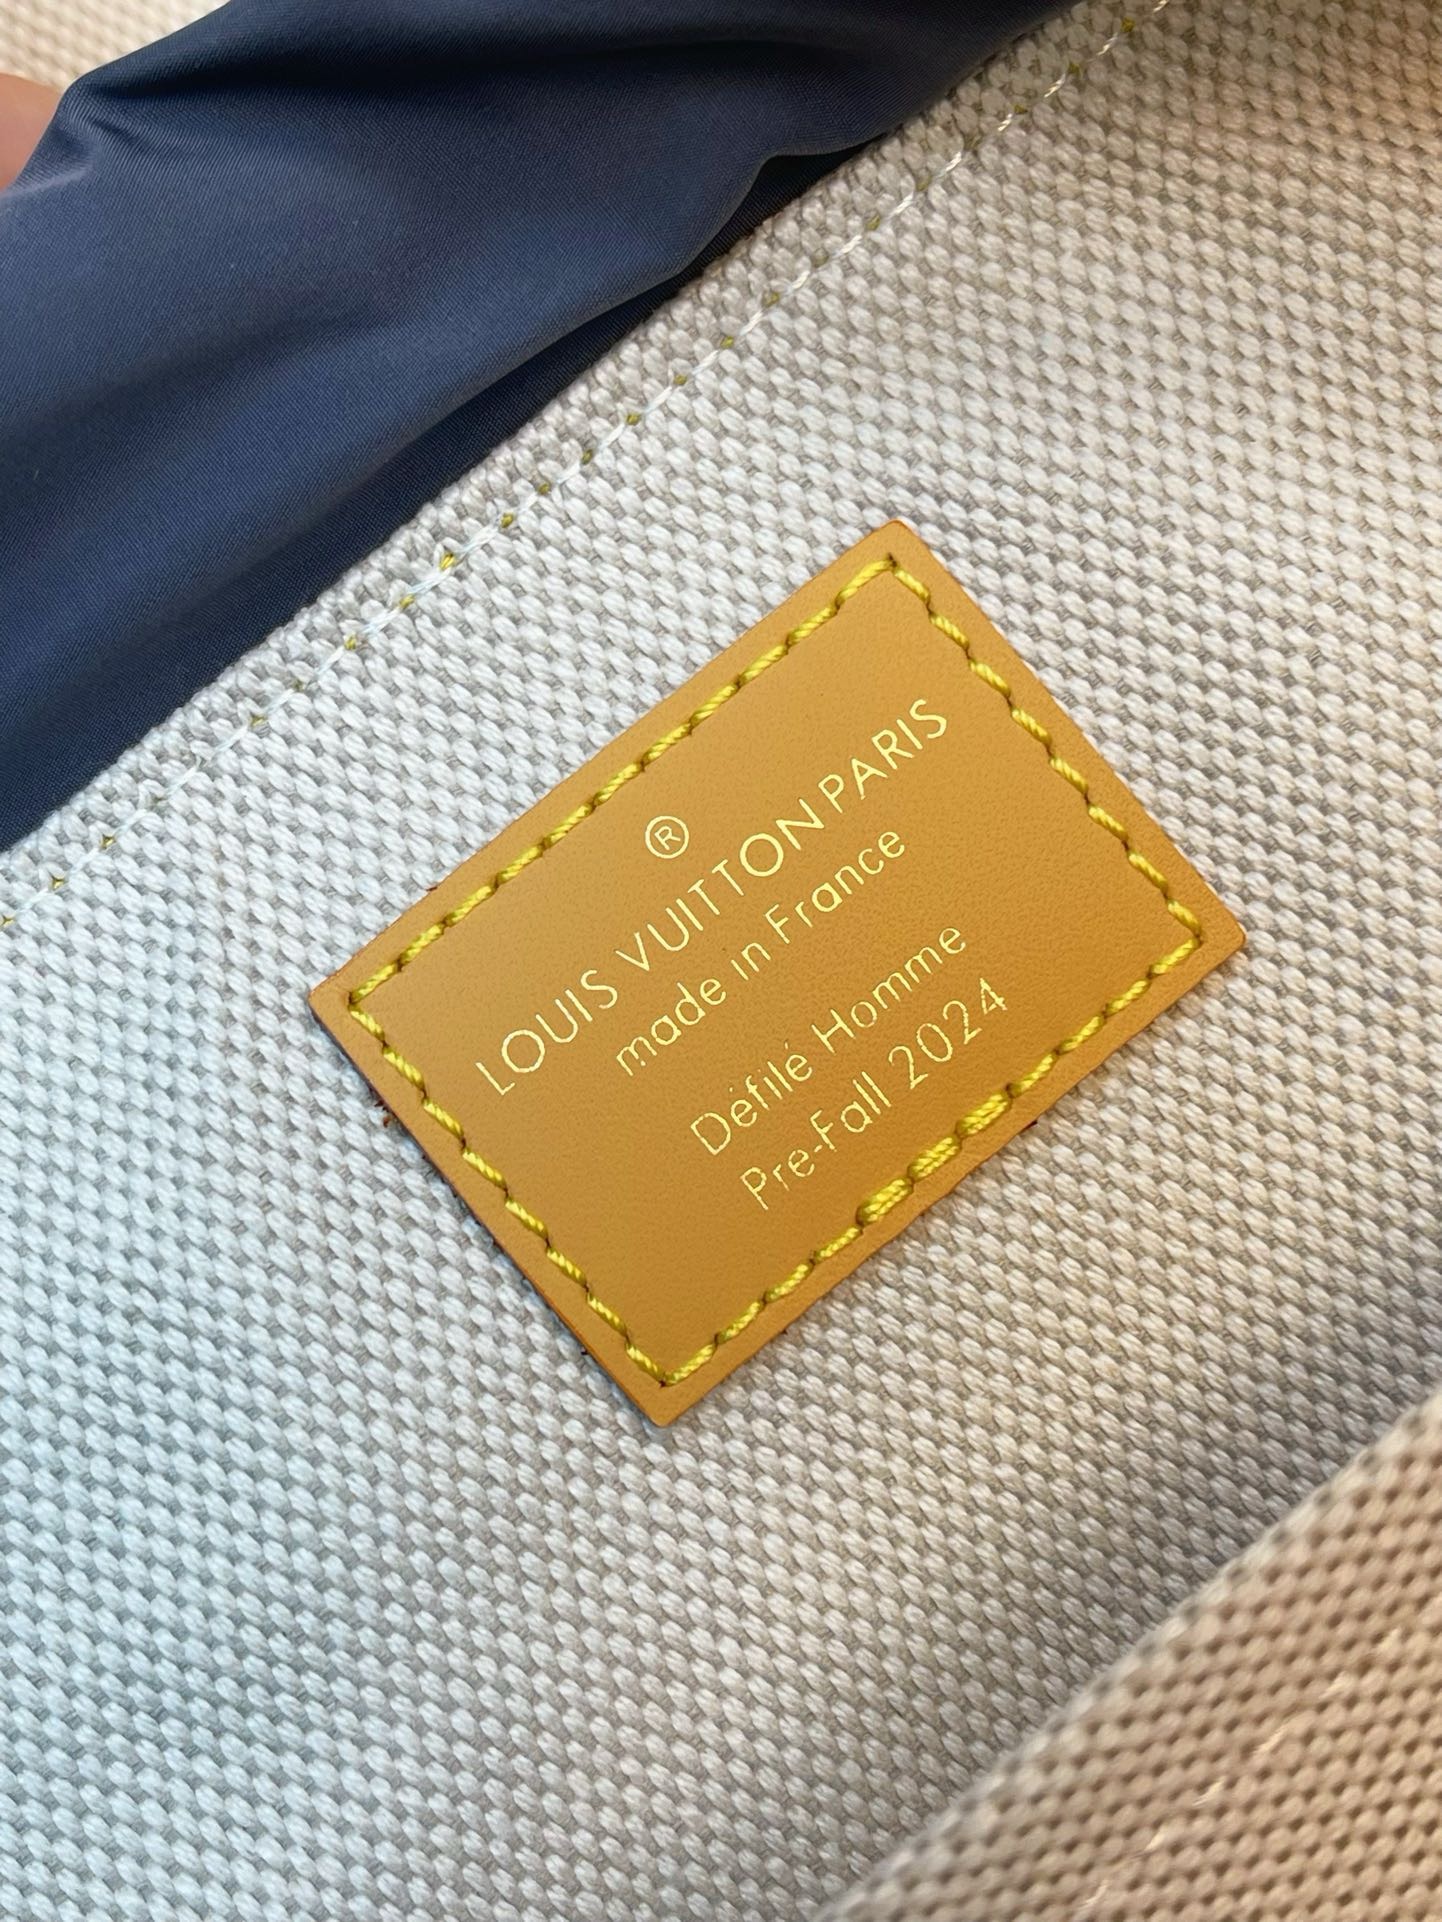 ®
LOUIS VUITTON PARIS
made in France
Défilé Homme
Pre-Fall 2024